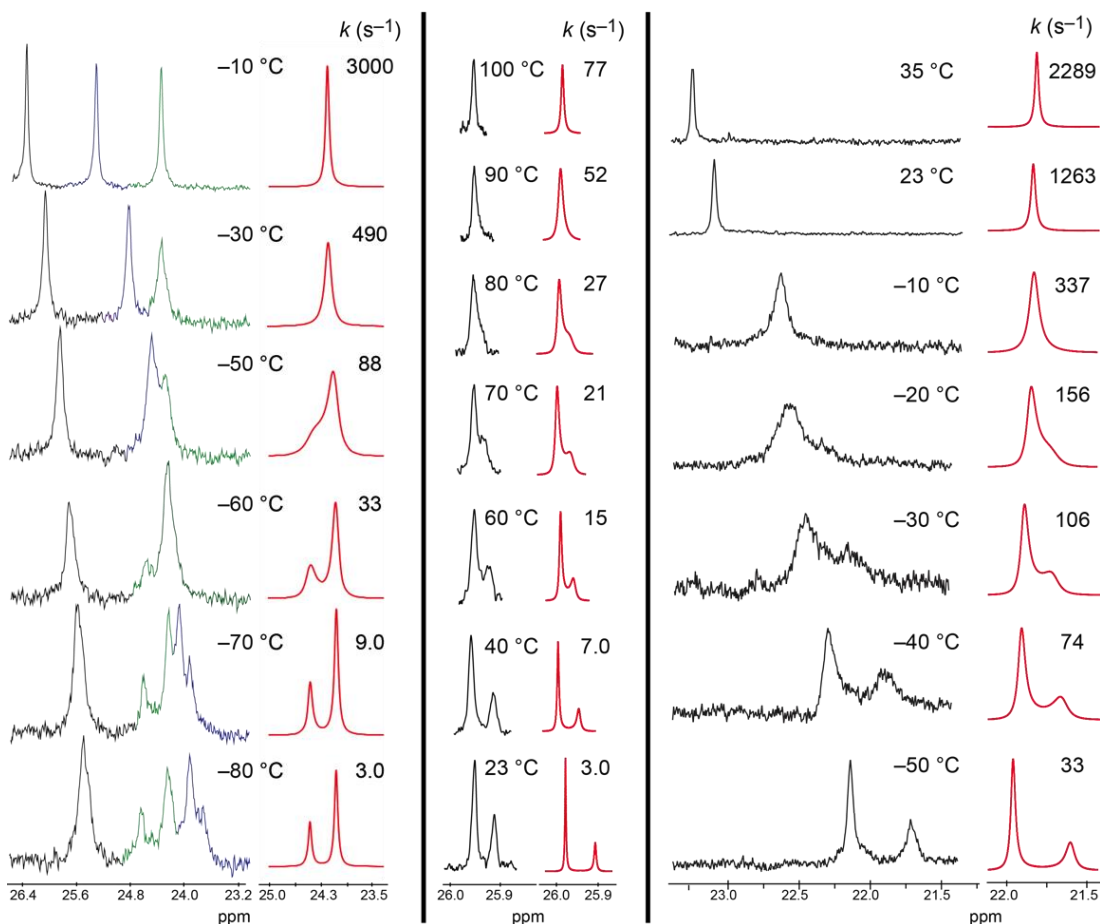 k (s⁻¹)
–10 °C 3000
–30 °C 490
–50 °C 88
–60 °C 33
–70 °C 9.0
–80 °C 3.0
26.4 25.6 24.8 24.0 23.2 25.0 24.3 23.5
ppm ppm
k (s⁻¹)
100 °C 77
90 °C 52
80 °C 27
70 °C 21
60 °C 15
40 °C 7.0
23 °C 3.0
26.0 25.9 26.0 25.9
ppm ppm
k (s⁻¹)
35 °C 2289
23 °C 1263
–10 °C 337
–20 °C 156
–30 °C 106
–40 °C 74
–50 °C 33
23.0 22.5 22.0 21.5 22.0 21.5
ppm ppm